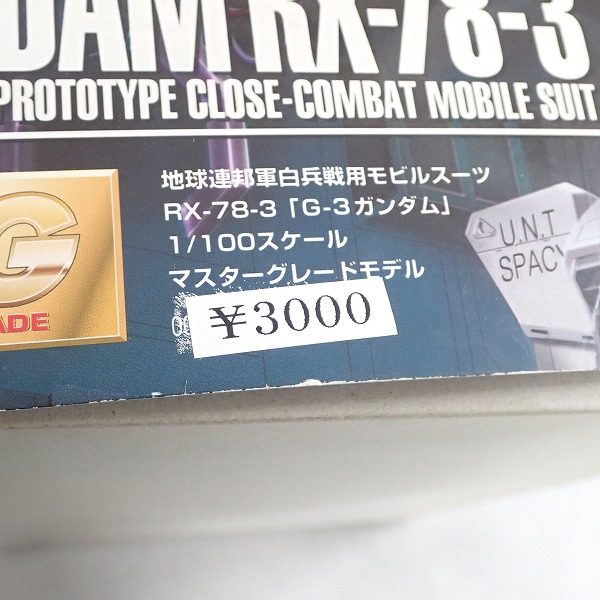 DAM RX-78-3
PROTOTYPE CLOSE-COMBAT MOBILE SUIT
地球連邦軍白兵戦用モビルスーツ
RX-78-3「G-3ガンダム」
1/100スケール
マスターグレードモデル
¥3000
G
ADE
U.N.T
SPACY